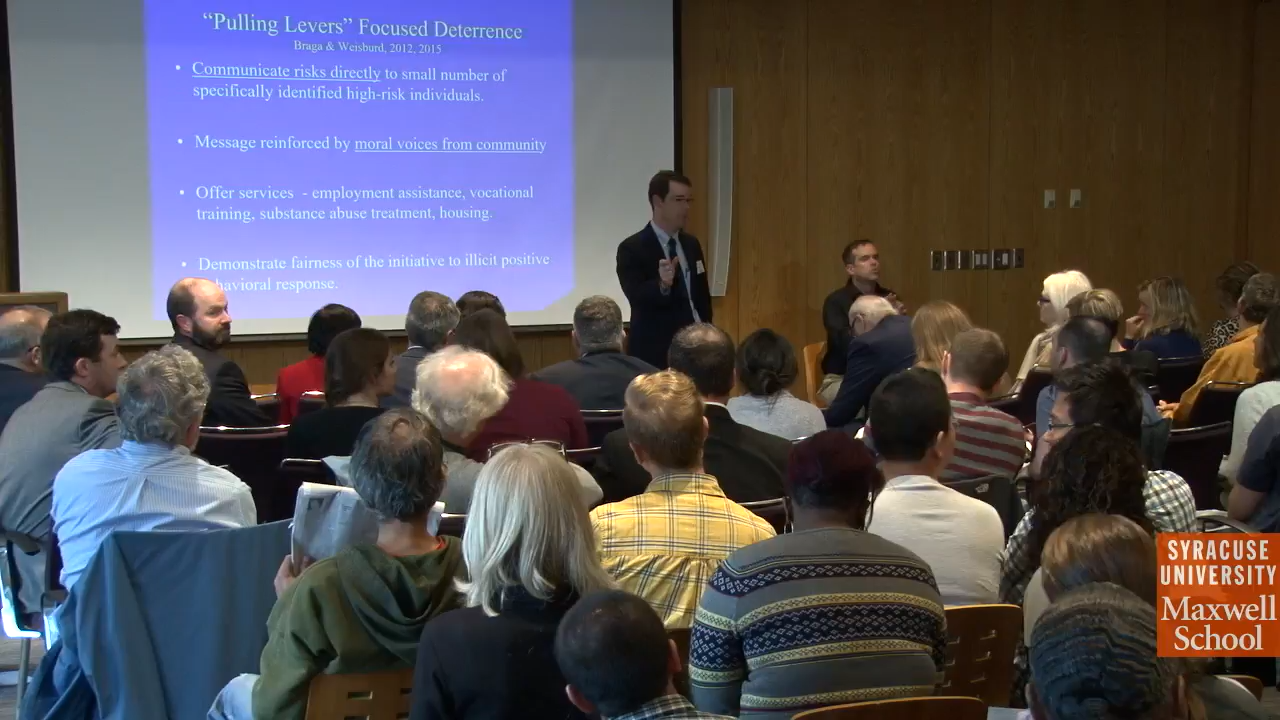 “Pulling Levers” Focused Deterrence
Braga & Weisburd, 2012, 2015
• Communicate risks directly to small number of
specifically identified high-risk individuals.
• Message reinforced by moral voices from community
• Offer services - employment assistance, vocational
training, substance abuse treatment, housing.
• Demonstrate fairness of the initiative to illicit positive
havioral response.
SYRACUSE
UNIVERSITY
Maxwell
School